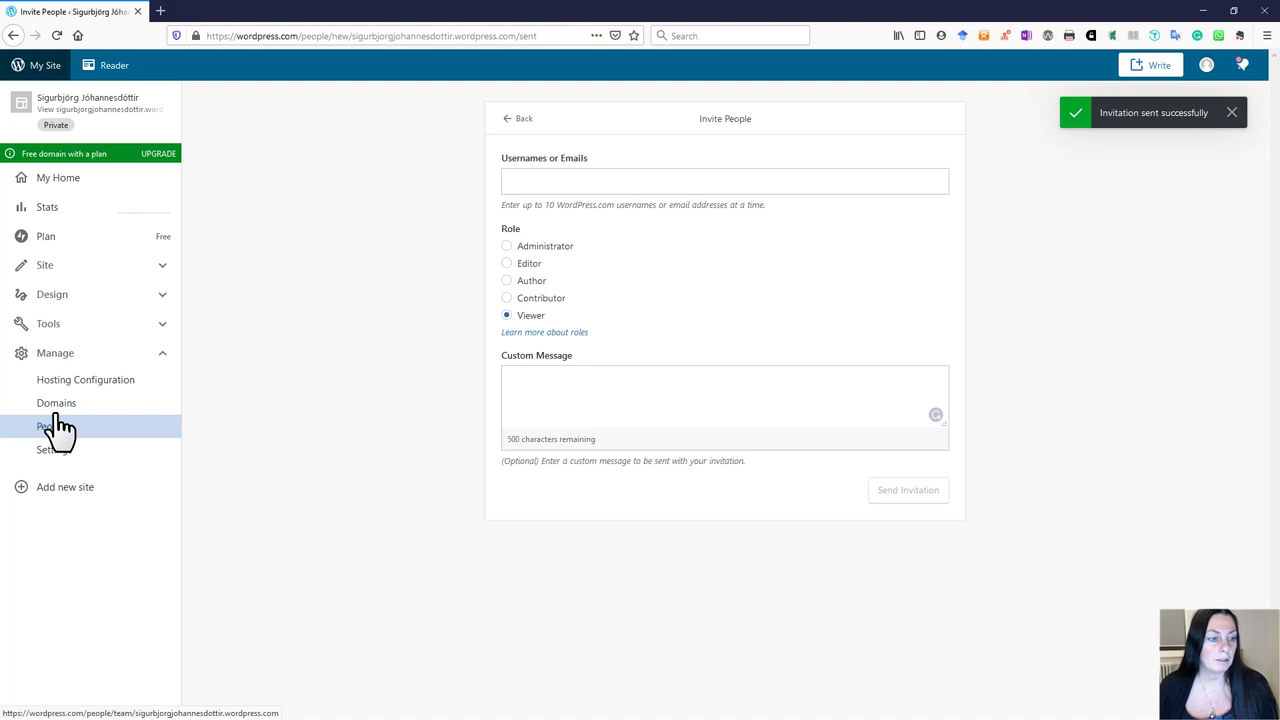 Invite People ‹ Sigurbjörg Jóha
https://wordpress.com/people/new/sigurbjorgjohannesdottir.wordpress.com/sent
Search
My Site
Reader
Write
Sigurbjörg Jóhannesdóttir
View sigurbjorgjohannesdottir.word
Private
Free domain with a plan UPGRADE
My Home
Stats
Plan Free
Site
Design
Tools
Manage
Hosting Configuration
Domains
Add new site
Back
Invite People
Invitation sent successfully
Usernames or Emails
Enter up to 10 WordPress.com usernames or email addresses at a time.
Role
Administrator
Editor
Author
Contributor
Viewer
Learn more about roles
Custom Message
500 characters remaining
(Optional) Enter a custom message to be sent with your invitation.
Send Invitation
https://wordpress.com/people/team/sigurbjorgjohannesdottir.wordpress.com